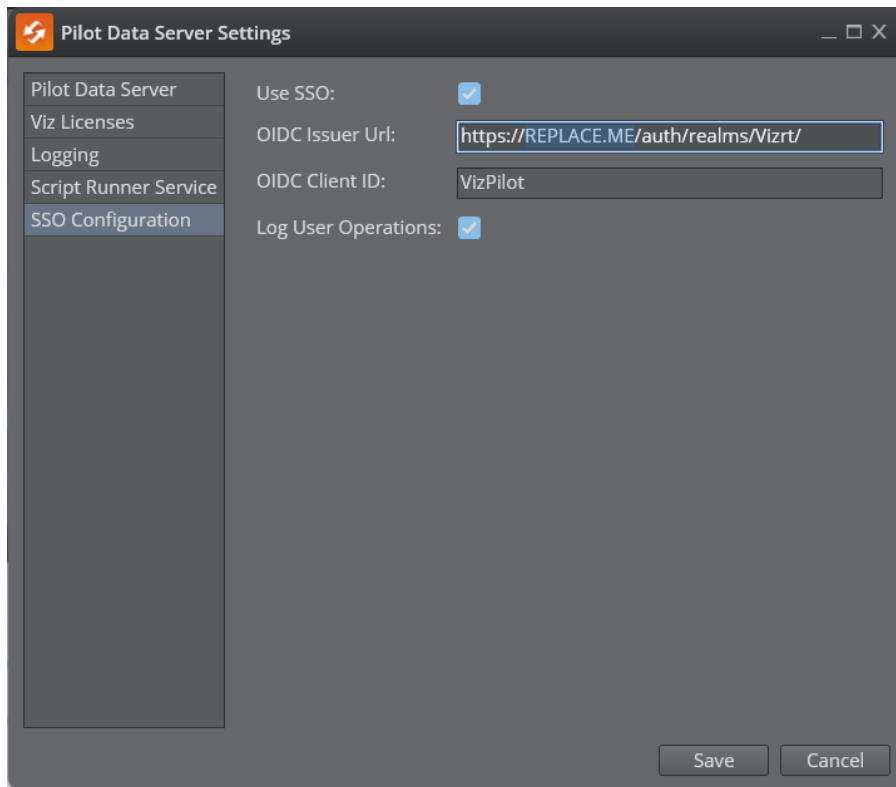 Pilot Data Server Settings
Pilot Data Server
Viz Licenses
Logging
Script Runner Service
SSO Configuration
Use SSO:
OIDC Issuer Url:
https://REPLACE.ME/auth/realms/Vizrt/
OIDC Client ID:
VizPilot
Log User Operations:
Save
Cancel